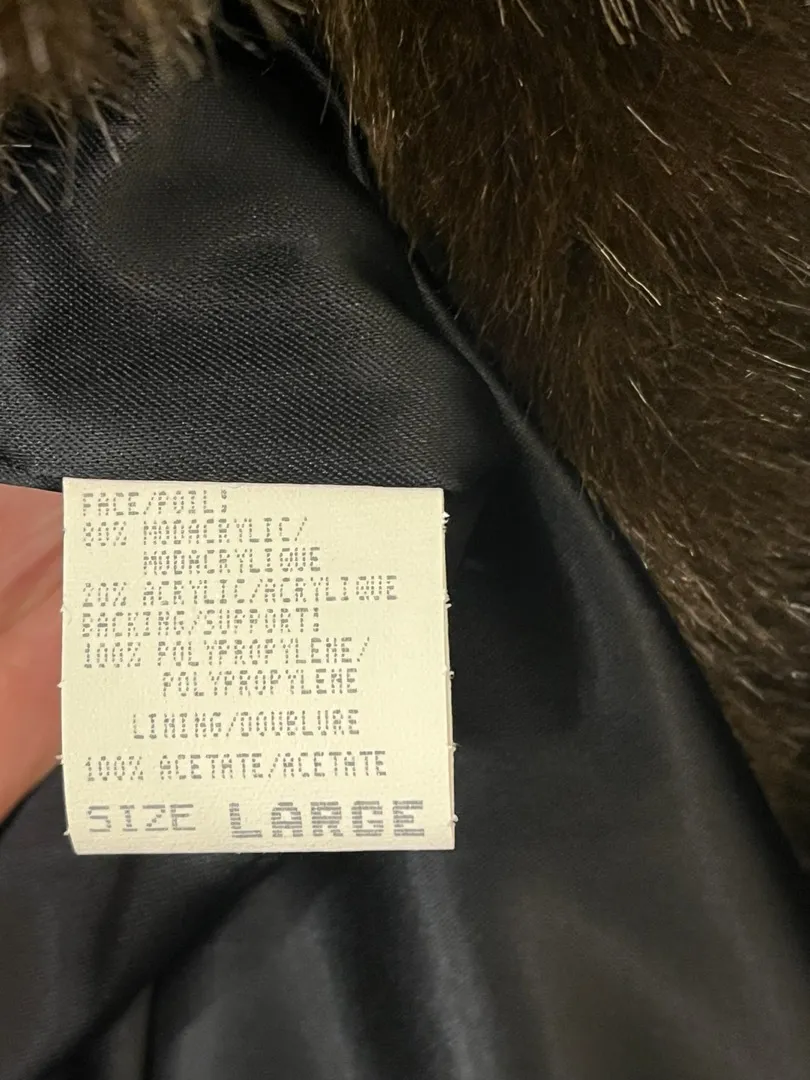 FACE/POIL:
80% MODACRYLIC/
MODACRYLIQUE
20% ACRYLIC/ACRYLIQUE
BACKING/SUPPORT:
100% POLYPROPYLENE/
POLYPROPYLENE
LINING/DOUBLURE
100% ACETATE/ACETATE
SIZE LARGE